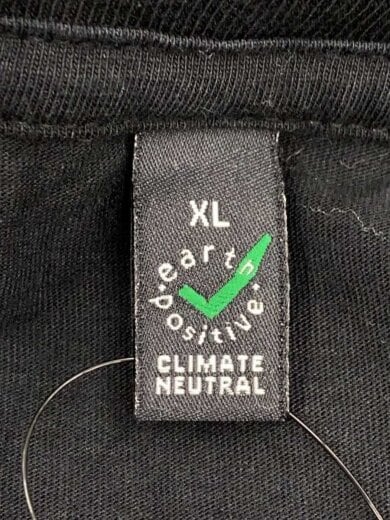 XL
earth
positive
CLIMATE
NEUTRAL